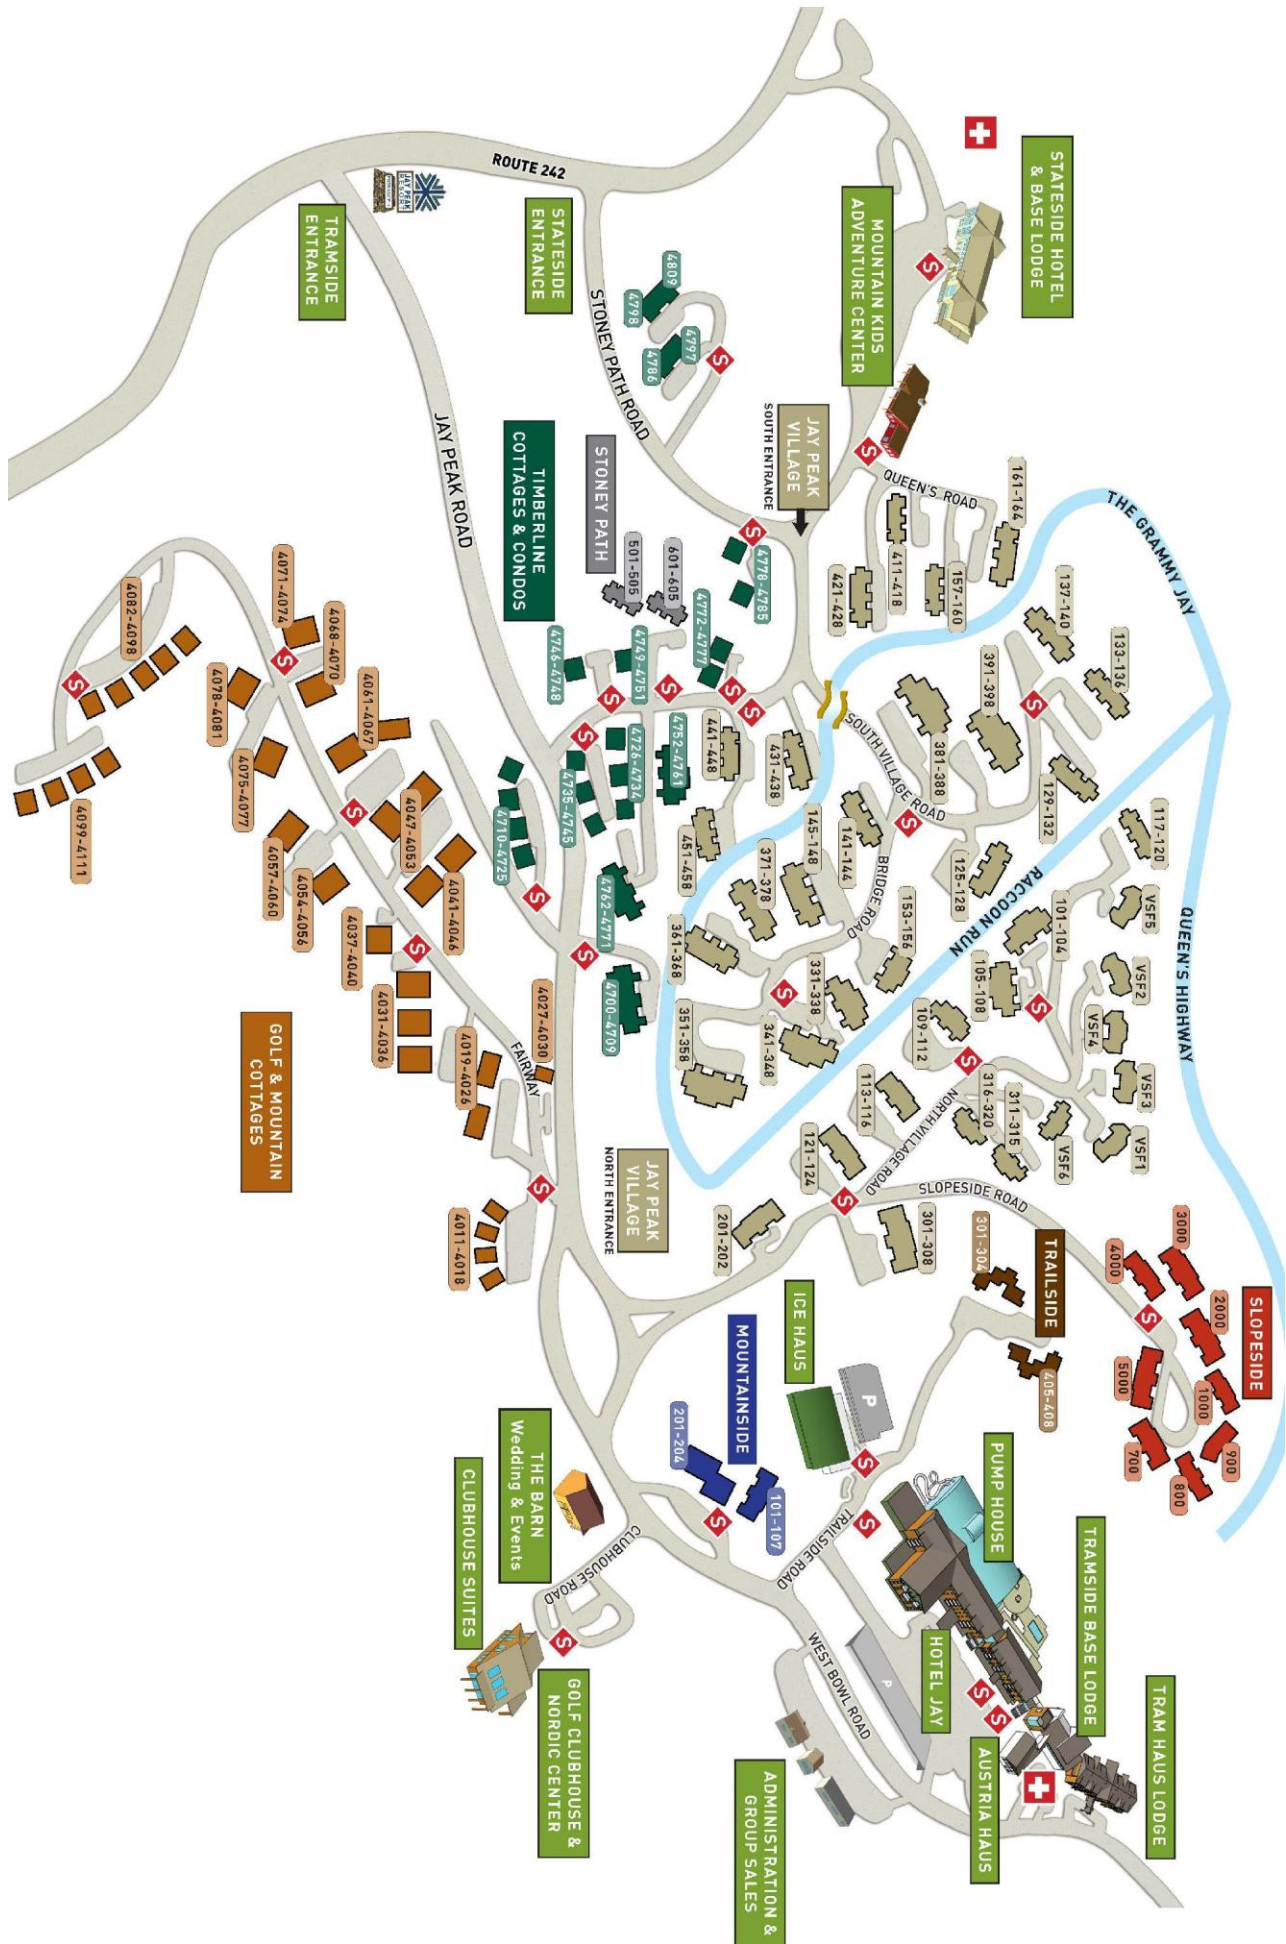 STATESIDE HOTEL
& BASE LODGE
MOUNTAIN KIDS
ADVENTURE CENTER
ROUTE 242
JAY PEAK
RESORT
TRAMSIDE
ENTRANCE
STATESIDE
ENTRANCE
STONEY PATH ROAD
JAY PEAK ROAD
4809
4798
4797
4786
S
JAY PEAK
VILLAGE
SOUTH ENTRANCE
QUEEN'S ROAD
161-164
157-160
411-418
421-428
THE GRAMMY JAY
137-140
133-136
391-398
381-388
129-132
SOUTH VILLAGE ROAD
117-120
VSF5
VSF2
VSF4
VSF3
VSF1
VSF6
QUEEN'S HIGHWAY
RACCOON RUN
125-128
101-104
105-108
109-112
141-144
145-148
BRIDGE ROAD
153-156
371-378
361-368
331-338
341-348
351-358
113-116
121-124
316-320
311-315
NORTH VILLAGE ROAD
SLOPESIDE ROAD
201-202
301-308
TIMBERLINE
COTTAGES & CONDOS
STONEY PATH
501-505
601-605
4778-4785
4772-4777
4749-4751
4746-4748
4752-4761
4726-4734
4735-4745
4710-4725
4762-4771
4700-4709
441-448
431-438
451-458
4071-4074
4068-4070
4082-4098
4061-4067
4078-4081
4075-4077
4099-4111
4047-4053
4057-4060
4054-4056
4041-4046
4037-4040
4031-4036
4027-4030
4019-4026
FAIRWAY
4011-4018
GOLF & MOUNTAIN
COTTAGES
JAY PEAK
VILLAGE
NORTH ENTRANCE
SLOPESIDE
3000
4000
2000
1000
5000
900
700
800
TRAILSIDE
301-304
405-408
ICE HAUS
P
MOUNTAINSIDE
201-204
101-107
PUMP HOUSE
TRAILSIDE ROAD
THE BARN
Wedding & Events
CLUBHOUSE SUITES
CLUBHOUSE ROAD
GOLF CLUBHOUSE &
NORDIC CENTER
WEST BOWL ROAD
P
HOTEL JAY
TRAMSIDE BASE LODGE
TRAM HAUS LODGE
AUSTRIA HAUS
ADMINISTRATION &
GROUP SALES